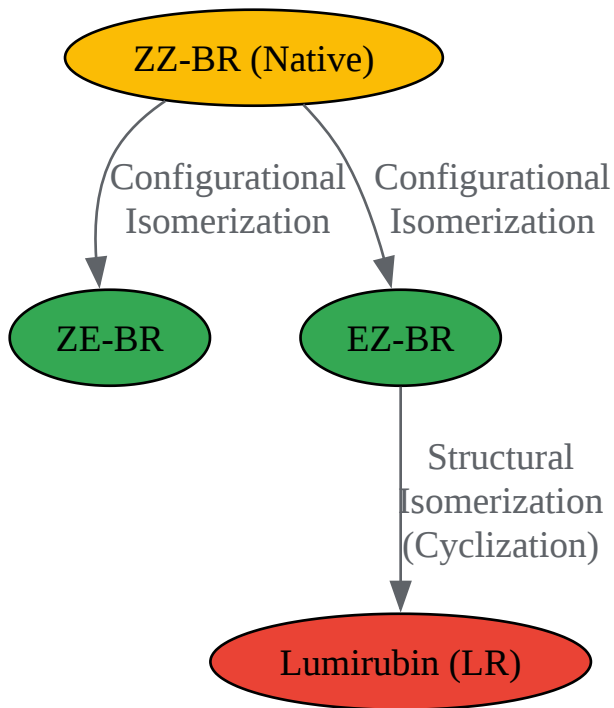 ZZ-BR (Native)
Configurational
Isomerization
Configurational
Isomerization
ZE-BR
EZ-BR
Structural
Isomerization
(Cyclization)
Lumirubin (LR)